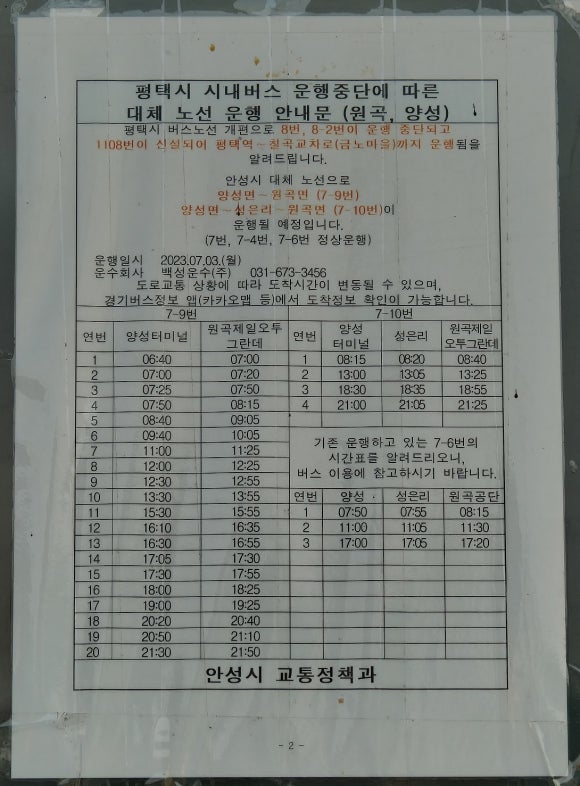 평택시 시내버스 운행중단에 따른
대체 노선 운행 안내문 (원곡, 양성)
평택시 버스노선 개편으로 8번, 8-2번이 운행 중단되고
1108번이 신설되어 평택역~칠곡교차로(금노마을)까지 운행됨을
알려드립니다.
안성시 대체 노선으로
양성면~원곡면 (7-9번)
양성면~성은리~원곡면 (7-10번)이
운행될 예정입니다.
(7번, 7-4번, 7-6번 정상운행)
운행일시 2023.07.03.(월)
운수회사 백성운수(주) 031-673-3456
도로교통 상황에 따라 도착시간이 변동될 수 있으며,
경기버스정보 앱(카카오맵 등)에서 도착정보 확인이 가능합니다.
7-9번
연번 양성터미널 원곡제일오투그란데
1 06:40 07:00
2 07:00 07:20
3 07:25 07:50
4 07:50 08:15
5 08:40 09:05
6 09:40 10:05
7 11:00 11:25
8 12:00 12:25
9 12:30 12:55
10 13:30 13:55
11 15:30 15:55
12 16:10 16:35
13 16:30 16:55
14 17:05 17:30
15 17:30 17:55
16 18:00 18:25
17 19:00 19:25
18 20:20 20:40
19 20:50 21:10
20 21:30 21:50
7-10번
연번 양성터미널 성은리 원곡제일오투그란데
1 08:15 08:20 08:40
2 13:00 13:05 13:25
3 18:30 18:35 18:55
4 21:00 21:05 21:25
기존 운행하고 있는 7-6번의
시간표를 알려드리오니,
버스 이용에 참고하시기 바랍니다.
연번 양성 성은리 원곡공단
1 07:50 07:55 08:15
2 11:00 11:05 11:30
3 17:00 17:05 17:20
안성시 교통정책과
- 2 -